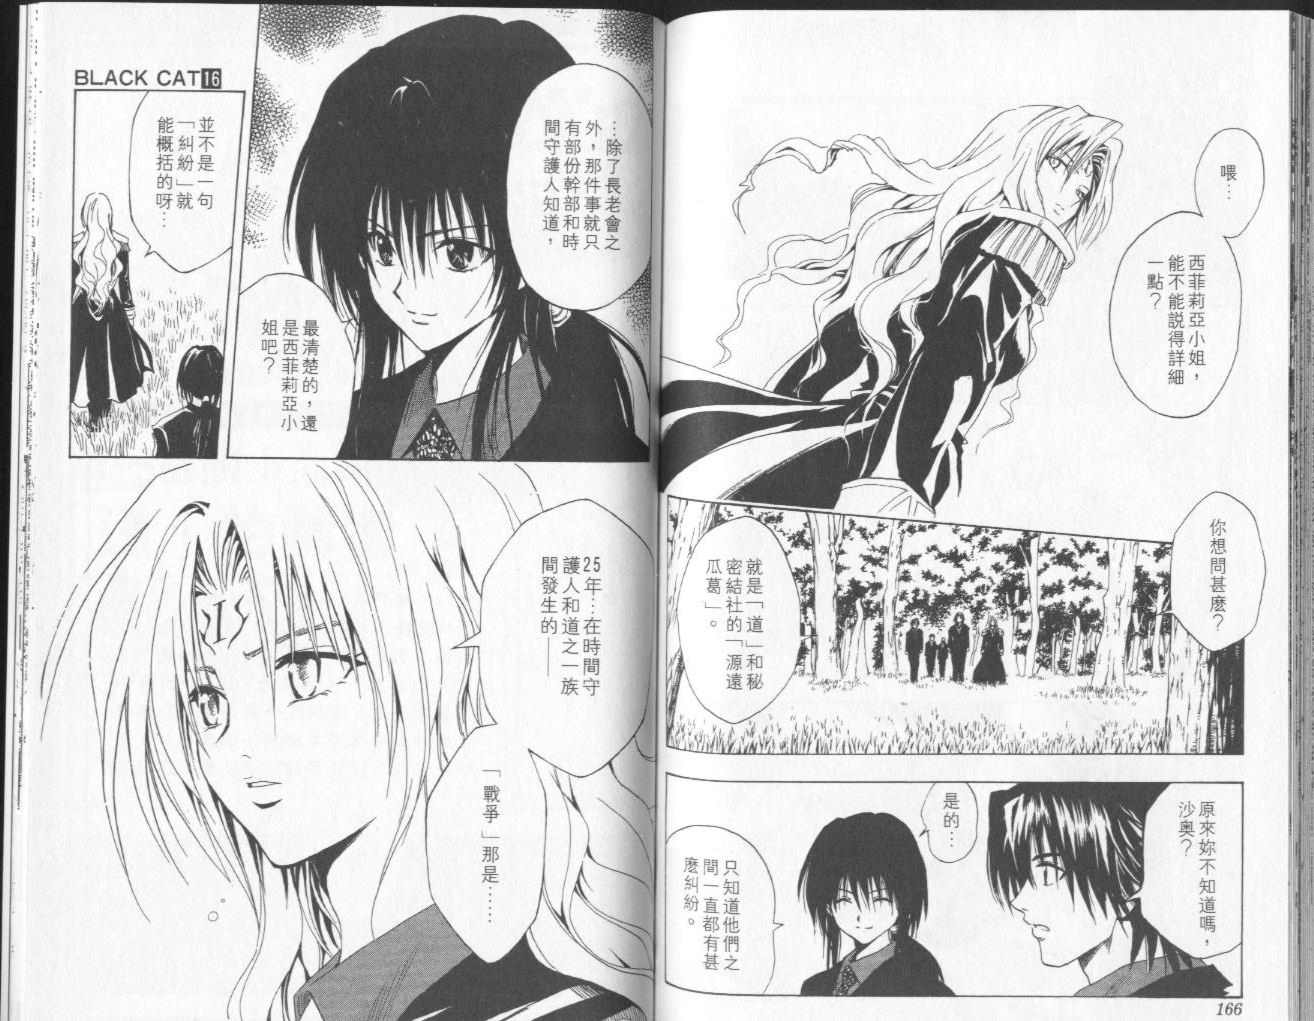 喂…
西菲莉亞小姐，
能不能説得詳細
一點？
你想問甚麽？
就是「道」和秘
密結社的「源遠
瓜葛」。
原來妳不知道嗎，
沙奥？
是的…
只知道他們之
間一直都有甚
麽糾紛。
166
BLACK CAT 16
…除了長老會之
外，那件事就只
有部份幹部和時
間守護人知道，
最清楚的，還
是西菲莉亞小
姐吧？
並不是一句
「糾紛」就
能概括的呀…
I
25年…在時間守
護人和道之一族
間發生的——
「戰爭」那是……